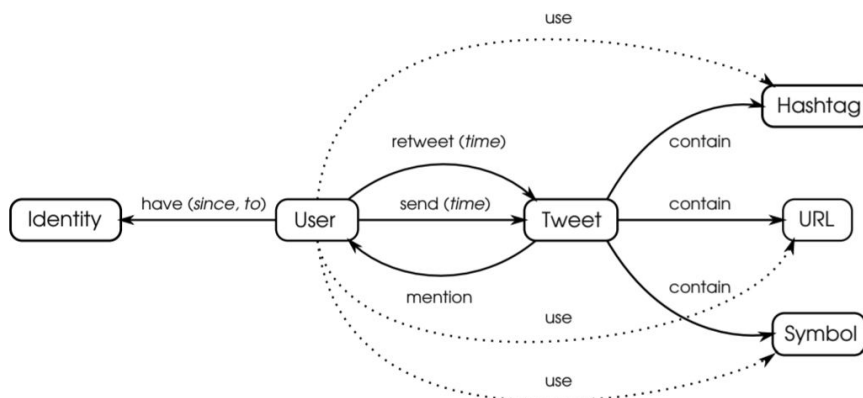 use
Hashtag
retweet (time)
contain
have (since, to)
send (time)
contain
Identity
User
Tweet
URL
mention
contain
use
Symbol
use